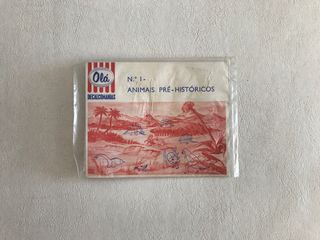 Olá
DECALCOMANIAS
N.º 1-
ANIMAIS PRÉ-HISTÓRICOS